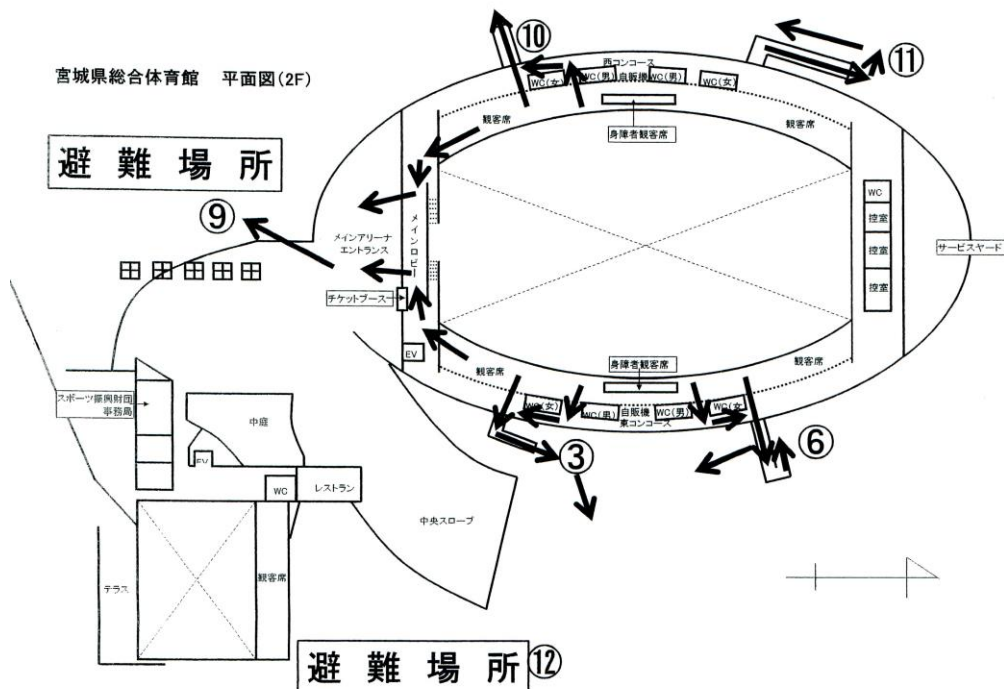 宮城県総合体育館 平面図(2F)
避難場所
⑩
⑪
西コンコース
WC(女)
WC(男)
自販機
WC(男)
WC(女)
観客席
身障者観客席
観客席
⑨
メインアリーナ
エントランス
メインロビー
チケットブース
EV
WC
控室
控室
控室
サービスヤード
観客席
身障者観客席
観客席
WC(女)
WC(男)
自販機
WC(男)
WC(女)
東コンコース
③
⑥
スポーツ振興財団
事務局
中庭
EV
WC
レストラン
中央スロープ
テラス
観客席
避難場所⑫